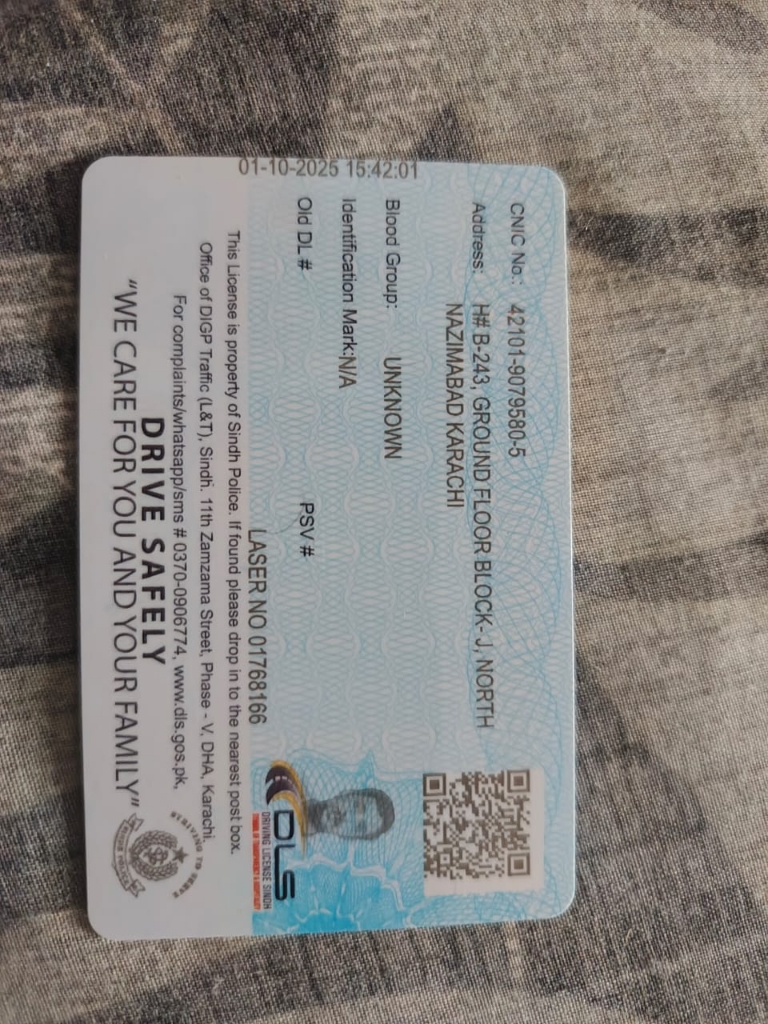 01-10-2025 15:42:01
CNIC No.: 42101-9079580-5
Address: H# B-243, GROUND FLOOR BLOCK- J, NORTH
NAZIMABAD KARACHI
Blood Group: UNKNOWN
Identification Mark:N/A
Old DL # PSV #
LASER NO 01768166
DLS
DRIVING LICENSE SINDH
This License is property of Sindh Police. If found please drop in to the nearest post box.
Office of DIGP Traffic (L&T), Sindh. 11th Zamzama Street, Phase - V. DHA, Karachi.
For complaints/whatsapp/sms # 0370-0906774, www.dls.gos.pk,
DRIVE SAFELY
"WE CARE FOR YOU AND YOUR FAMILY"